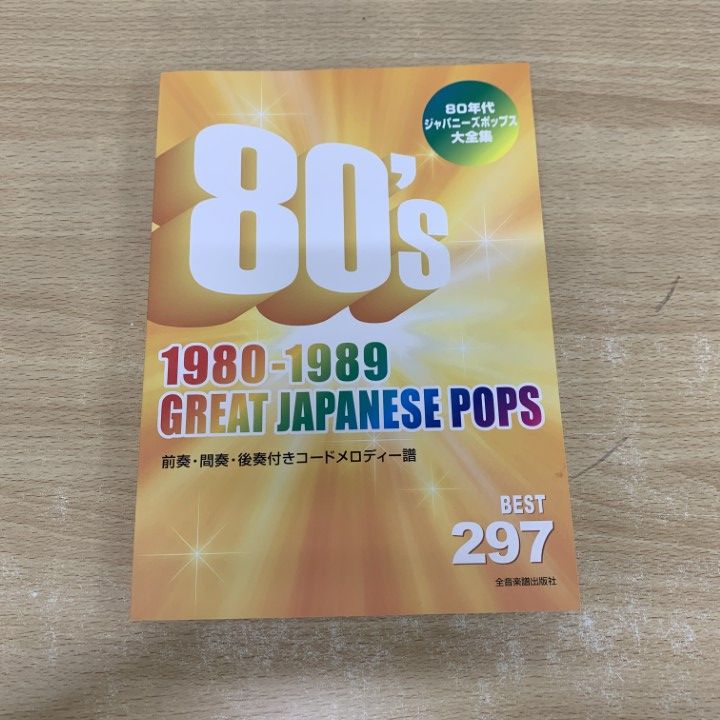 80年代
ジャパニーズポップス
大全集
80's
1980-1989
GREAT JAPANESE POPS
前奏・間奏・後奏付きコードメロディー譜
BEST
297
全音楽譜出版社